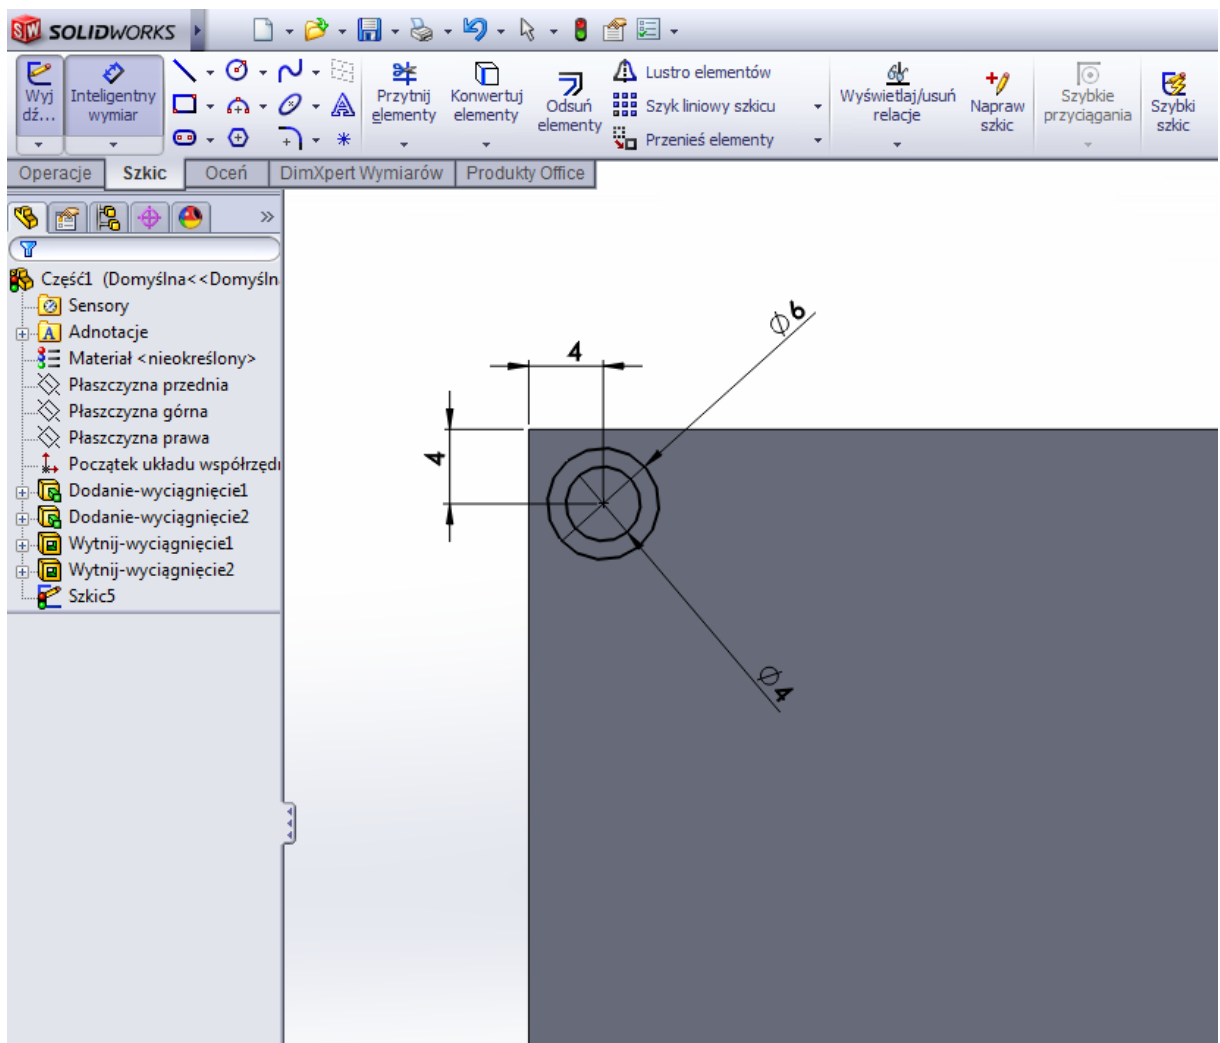 SOLIDWORKS
Wyj
dź...
Inteligentny
wymiar
Przytnij
elementy
Konwertuj
elementy
Odsuń
elementy
Lustro elementów
Szyk liniowy szkicu
Przenieś elementy
Wyświetlaj/usuń
relacje
Napraw
szkic
Szybkie
przyciągania
Szybki
szkic
Operacje Szkic Oceń DimXpert Wymiarów Produkty Office
Część1 (Domyślna<<Domyśln
Sensory
Adnotacje
Materiał <nieokreślony>
Płaszczyzna przednia
Płaszczyzna górna
Płaszczyzna prawa
Początek układu współrzęd
Dodanie-wyciągnięcie1
Dodanie-wyciągnięcie2
Wytnij-wyciągnięcie1
Wytnij-wyciągnięcie2
Szkic5
∅6
4
4
∅4